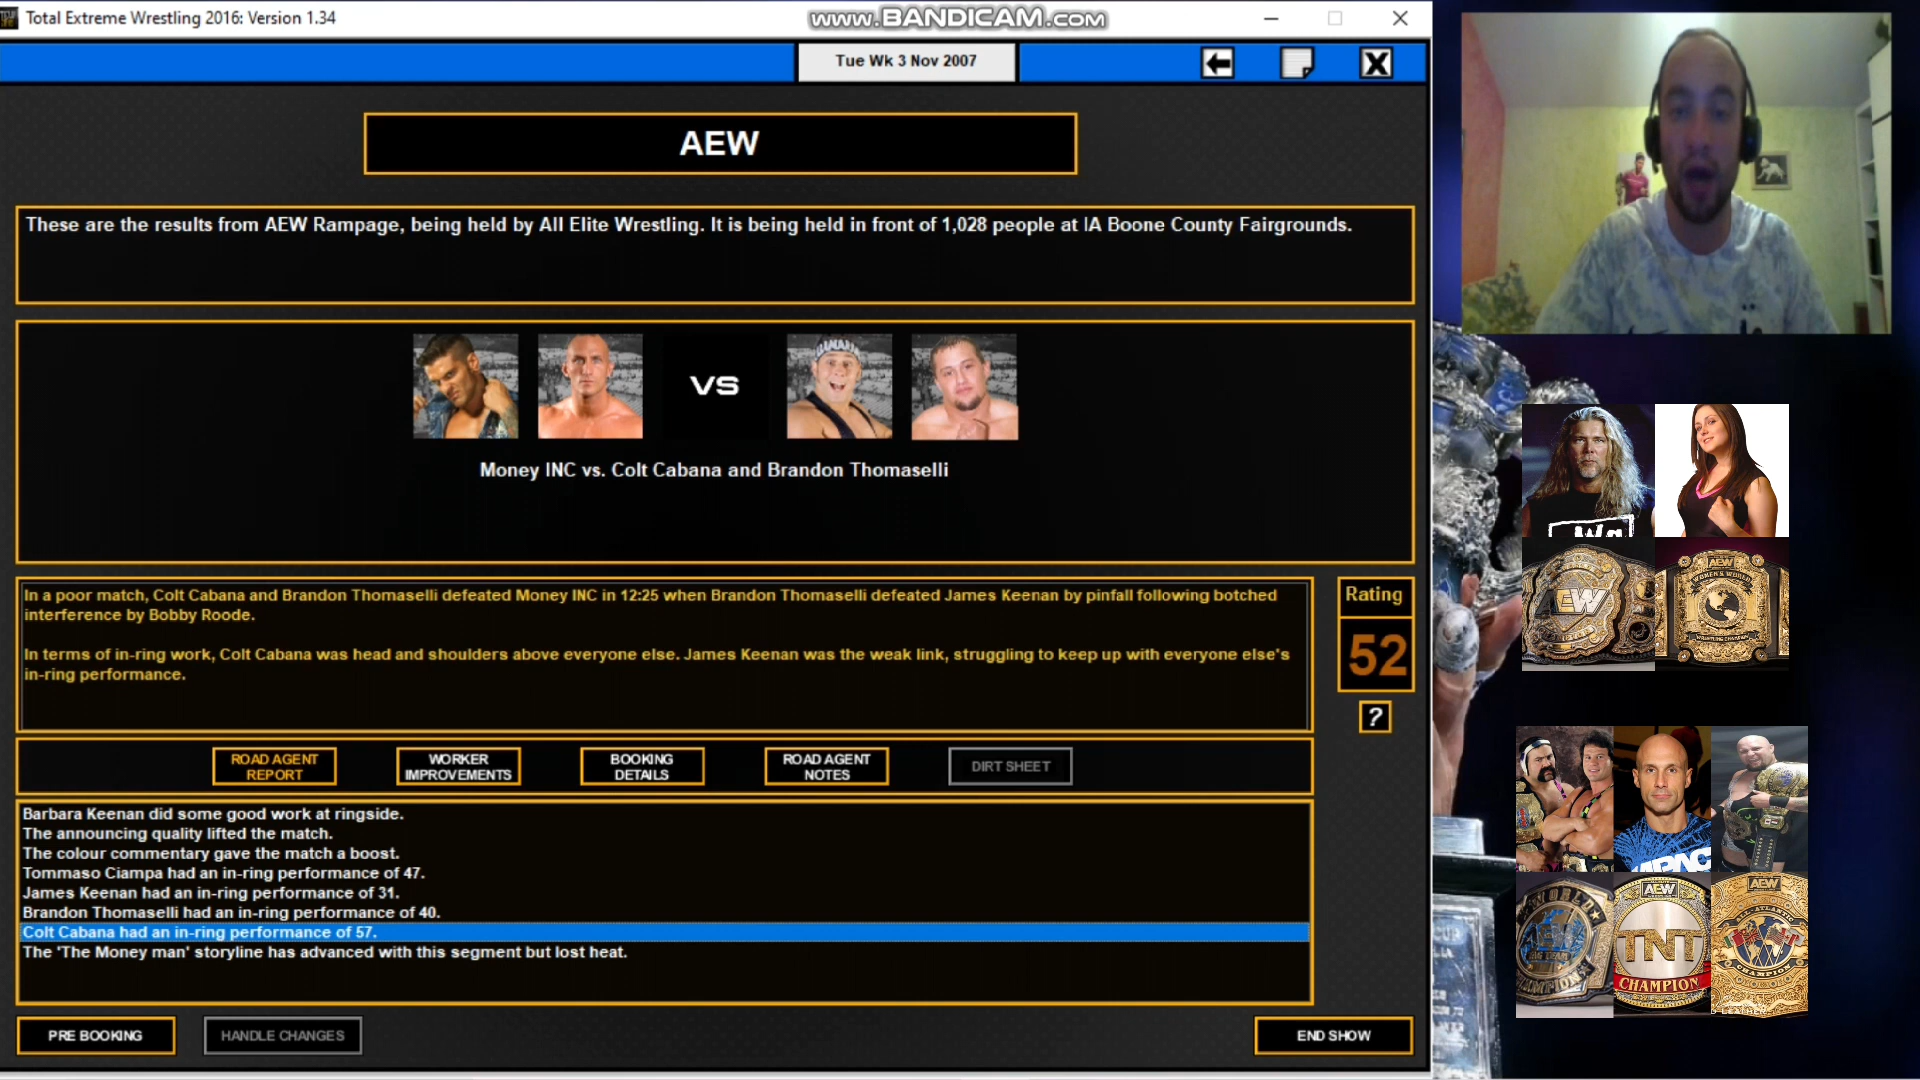 Total Extreme Wrestling 2016: Version 1.34
www.BANDICAM.com
Tue Wk 3 Nov 2007
AEW
These are the results from AEW Rampage, being held by All Elite Wrestling. It is being held in front of 1,028 people at IA Boone County Fairgrounds.
VS
Money INC vs. Colt Cabana and Brandon Thomaselli
In a poor match, Colt Cabana and Brandon Thomaselli defeated Money INC in 12:25 when Brandon Thomaselli defeated James Keenan by pinfall following botched
interference by Bobby Roode.
In terms of in-ring work, Colt Cabana was head and shoulders above everyone else. James Keenan was the weak link, struggling to keep up with everyone else's
in-ring performance.
Rating
52
?
ROAD AGENT
REPORT
WORKER
IMPROVEMENTS
BOOKING
DETAILS
ROAD AGENT
NOTES
DIRT SHEET
Barbara Keenan did some good work at ringside.
The announcing quality lifted the match.
The colour commentary gave the match a boost.
Tommaso Ciampa had an in-ring performance of 47.
James Keenan had an in-ring performance of 31.
Brandon Thomaselli had an in-ring performance of 40.
Colt Cabana had an in-ring performance of 57.
The 'The Money man' storyline has advanced with this segment but lost heat.
PRE BOOKING
HANDLE CHANGES
END SHOW
AEW
AEW
WOMEN'S WORLD
IMPACT
WORLD
AEW
TNT
CHAMPION
AEW
ALL-ATLANTIC
CHAMPION